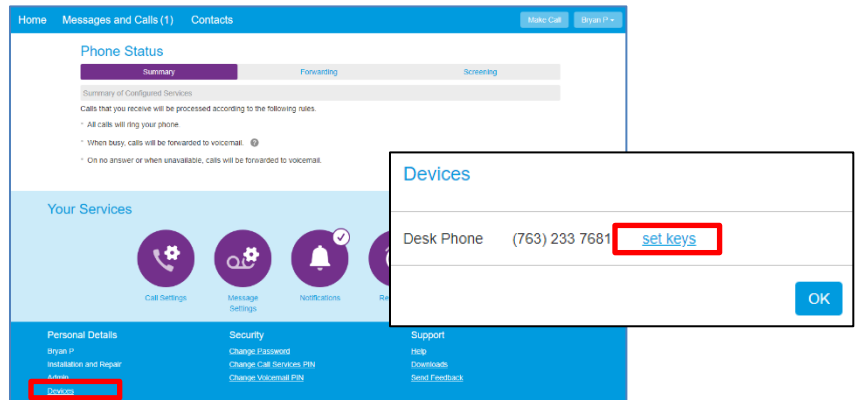 Home Messages and Calls (1) Contacts Make Call Bryan P
Phone Status
Summary Forwarding Screening
Summary of Configured Services
Calls that you receive will be processed according to the following rules.
All calls will ring your phone.
When busy, calls will be forwarded to voicemail. ?
On no answer or when unavailable, calls will be forwarded to voicemail.
Devices
Desk Phone (763) 233 7681 set keys
OK
Your Services
Call Settings
Message Settings
Notifications
Personal Details
Bryan P
Installation and Repair
Admin
Devices
Security
Change Password
Change Call Services PIN
Change Voicemail PIN
Support
Help
Downloads
Send Feedback